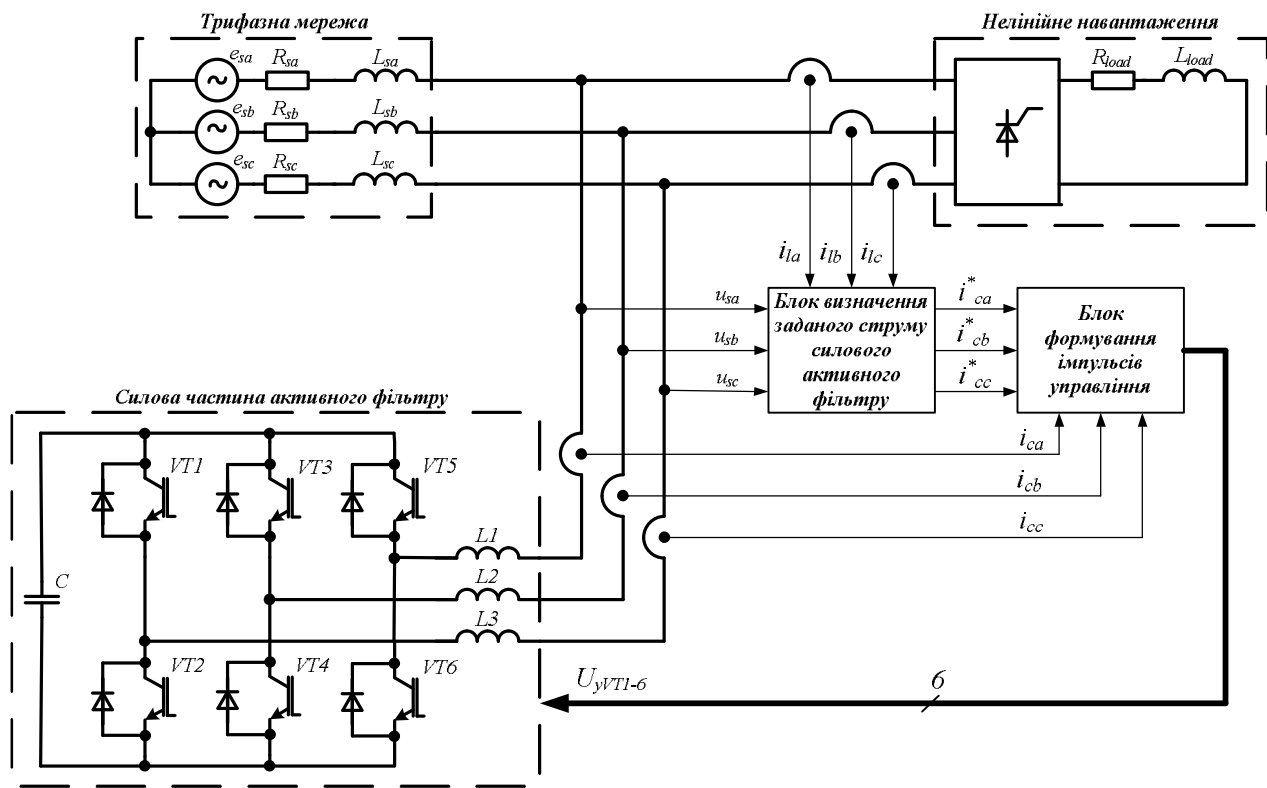 Трифазна мережа
Нелінійне навантаження
esa
Rsa
Lsa
esb
Rsb
Lsb
esc
Rsc
Lsc
Rload
Lload
ila
ilb
ilc
usa
usb
usc
Блок визначення
заданого струму
силового
активного
фільтру
i*ca
i*cb
i*cc
Блок
формування
імпульсів
управління
ica
icb
icc
Силова частина активного фільтру
VT1
VT3
VT5
L1
L2
L3
C
VT2
VT4
VT6
UyVT1-6
6